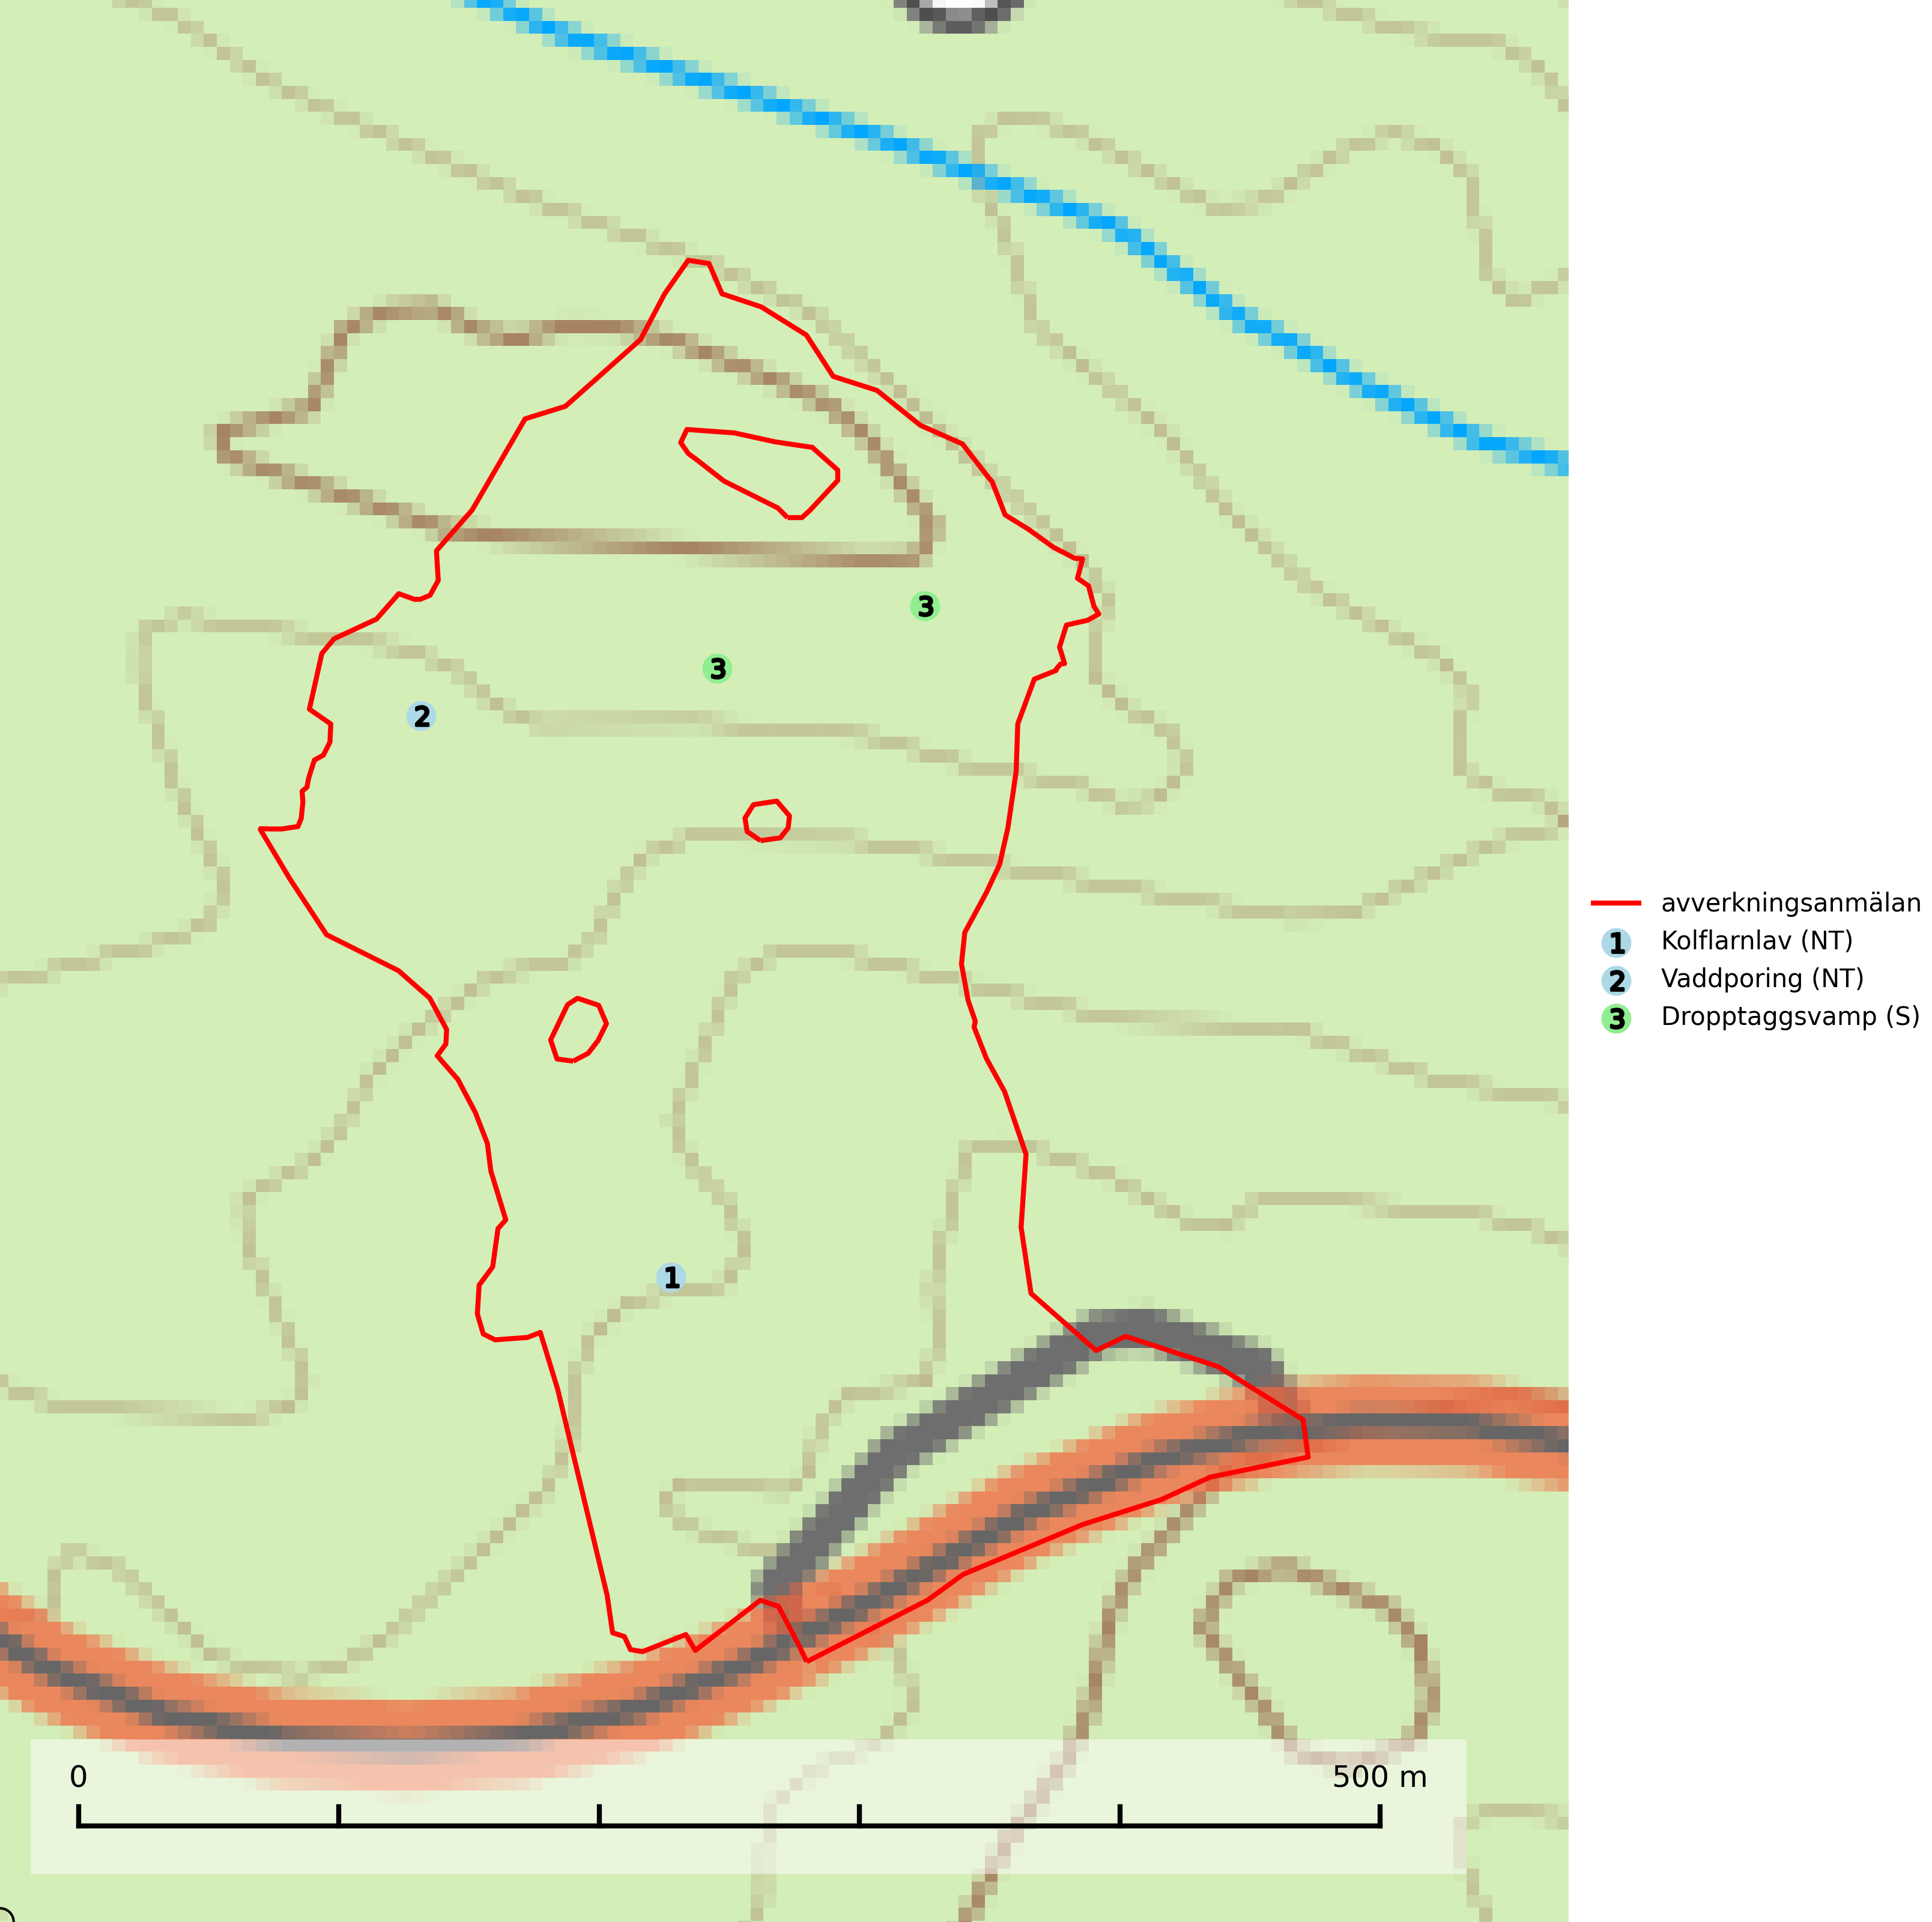 3
3
2
1
avverkningsanmälan
1 Kolflarnlav (NT)
2 Vaddporing (NT)
3 Dropptaggsvamp (S)
0 500 m